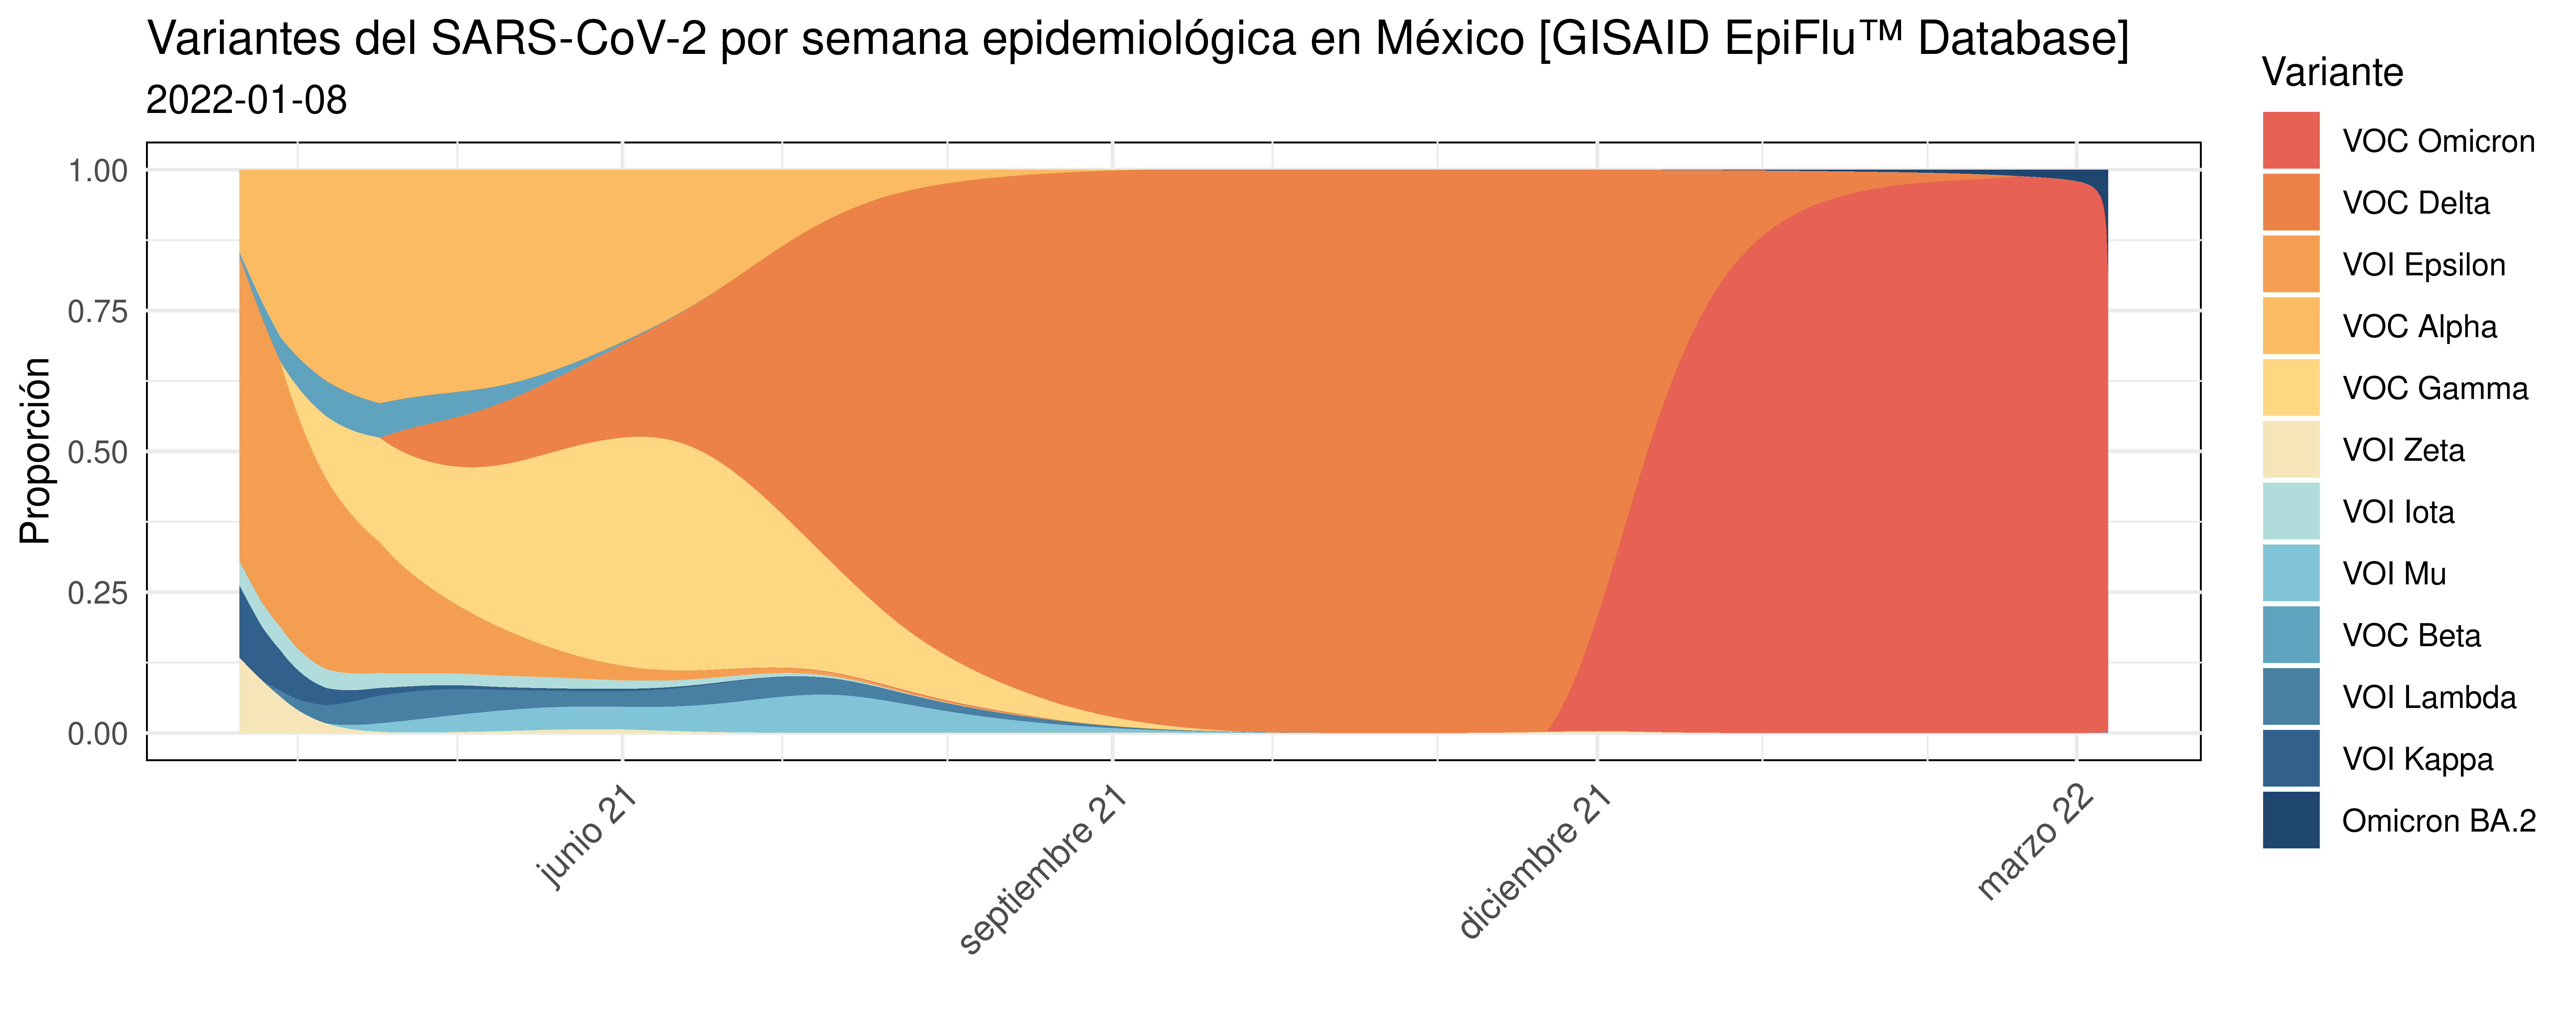 Variantes del SARS-CoV-2 por semana epidemiológica en México [GISAID EpiFlu™ Database]
2022-01-08
Proporción
1.00
0.75
0.50
0.25
0.00
junio 21
septiembre 21
diciembre 21
marzo 22
Variante
VOC Omicron
VOC Delta
VOI Epsilon
VOC Alpha
VOC Gamma
VOI Zeta
VOI Iota
VOI Mu
VOC Beta
VOI Lambda
VOI Kappa
Omicron BA.2